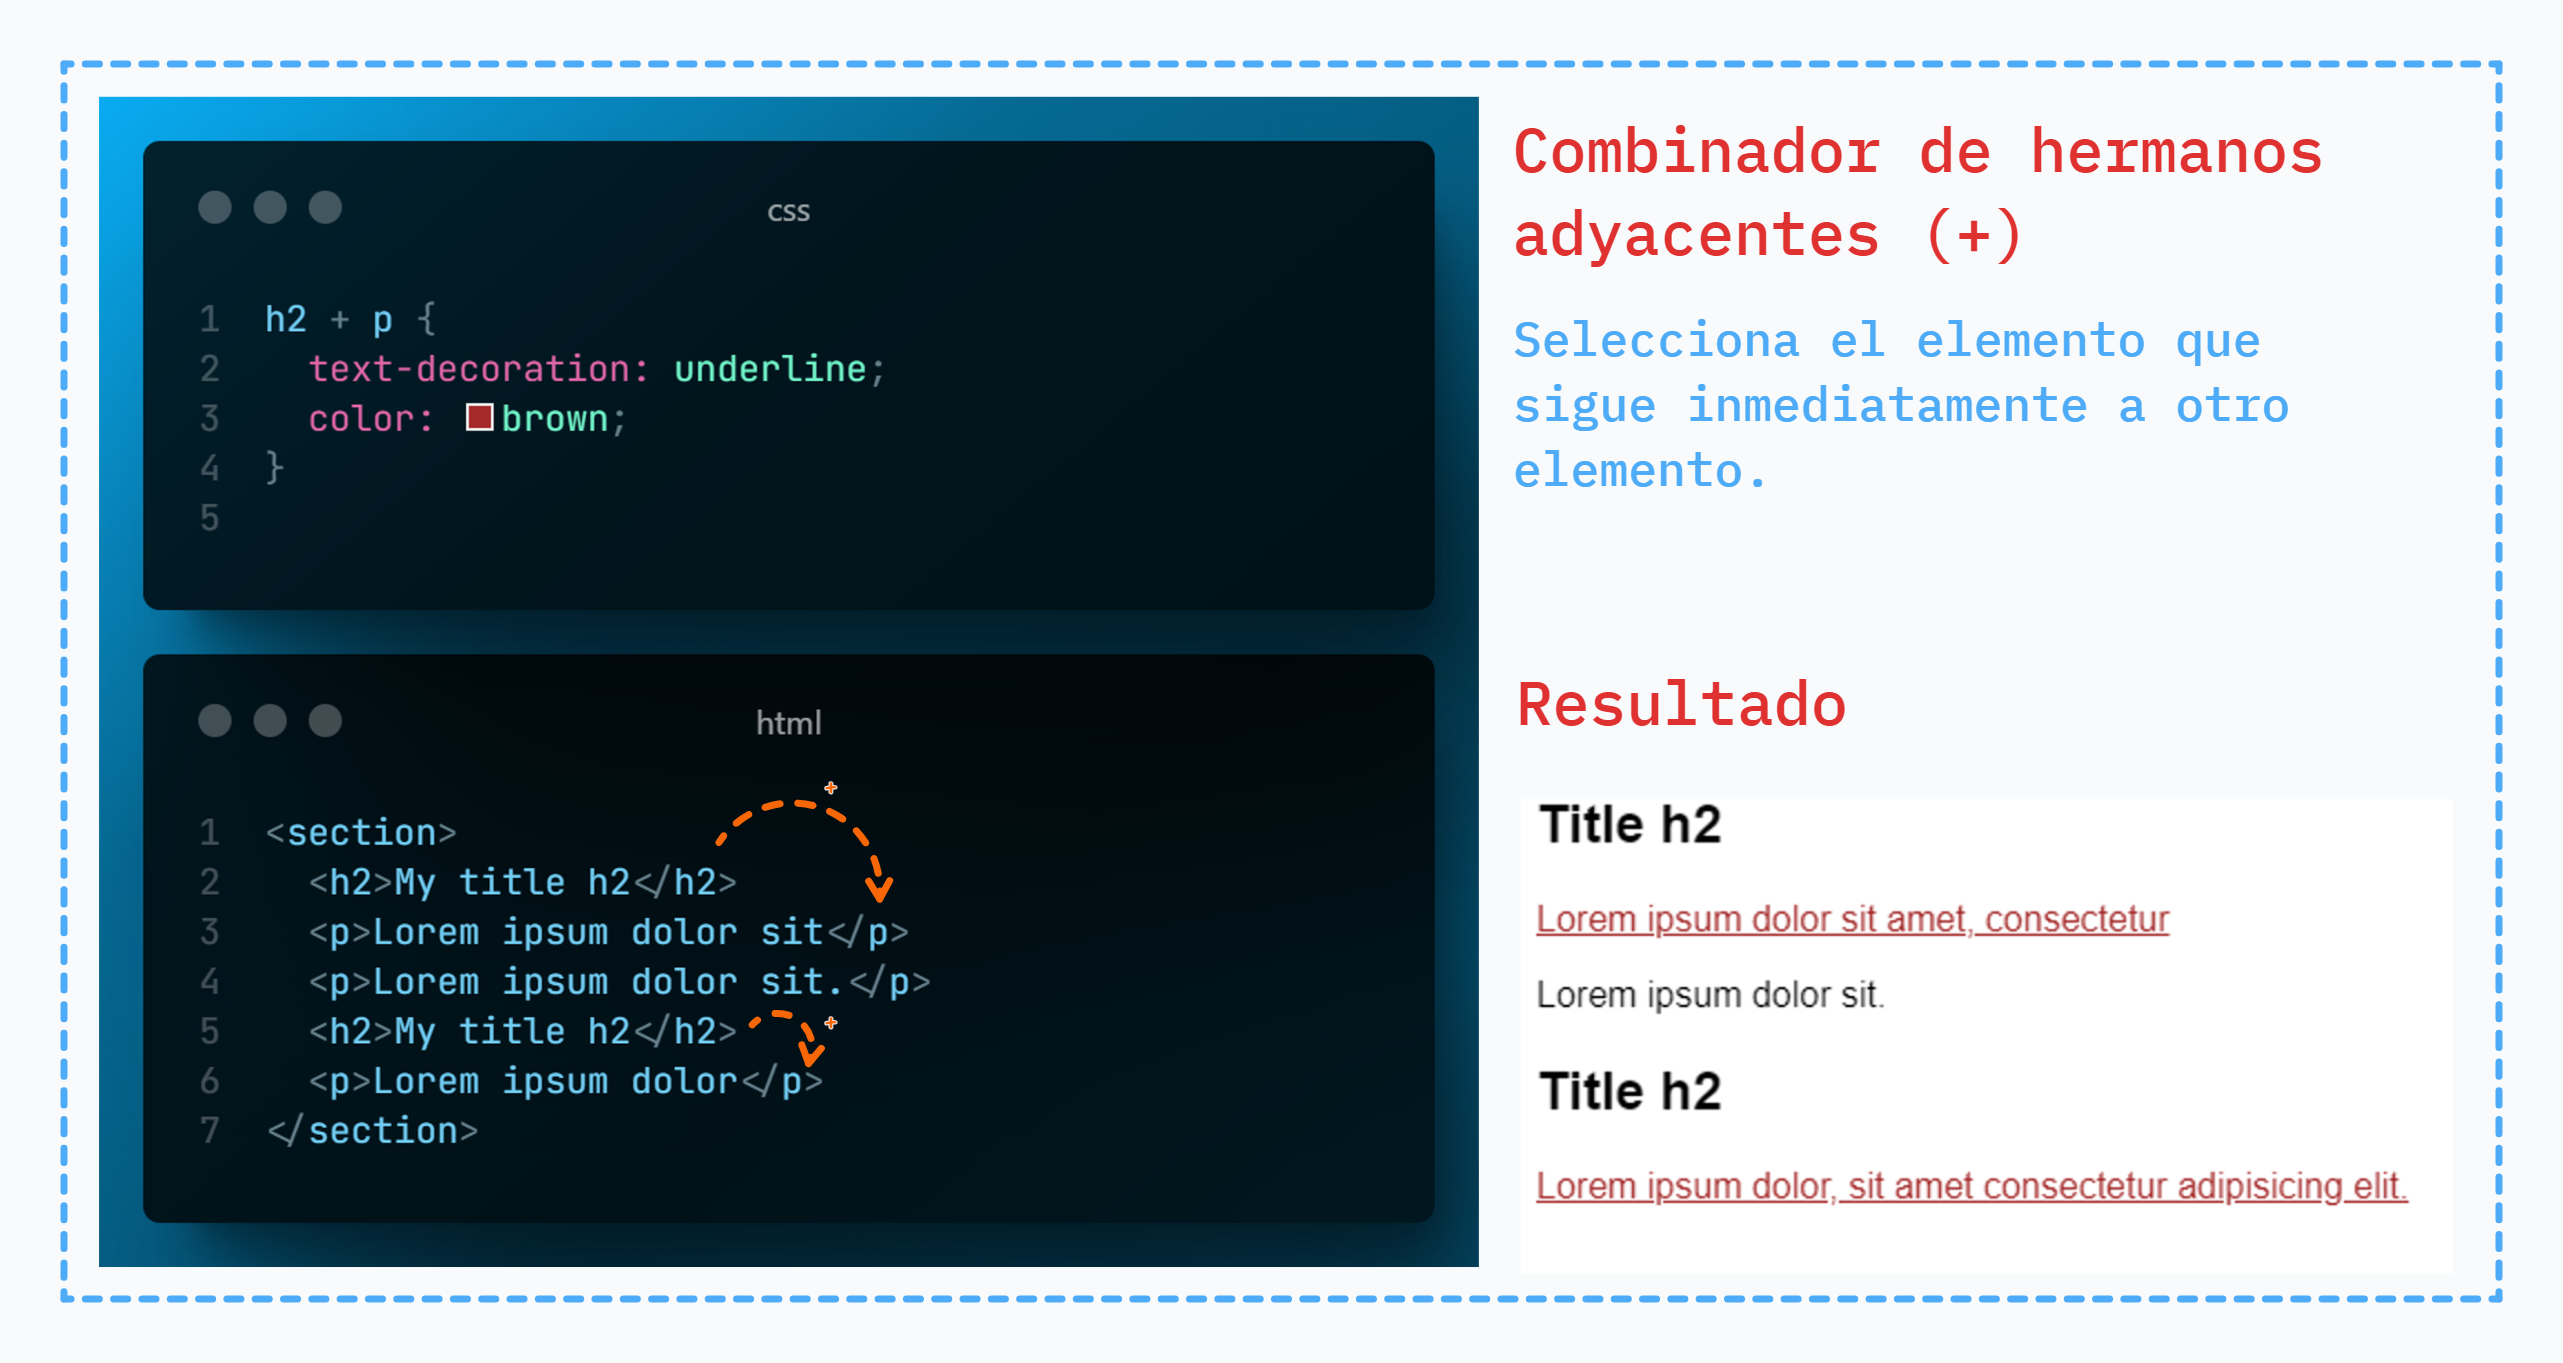 css
1 h2 + p {
2   text-decoration: underline;
3   color: brown;
4 }
5
html
+
1 <section>
2   <h2>My title h2</h2>
3   <p>Lorem ipsum dolor sit</p>
4   <p>Lorem ipsum dolor sit.</p>
5   <h2>My title h2</h2>
+
6   <p>Lorem ipsum dolor</p>
7 </section>
Combinador de hermanos
adyacentes (+)
Selecciona el elemento que
sigue inmediatamente a otro
elemento.
Resultado
Title h2
Lorem ipsum dolor sit amet, consectetur
Lorem ipsum dolor sit.
Title h2
Lorem ipsum dolor, sit amet consectetur adipisicing elit.